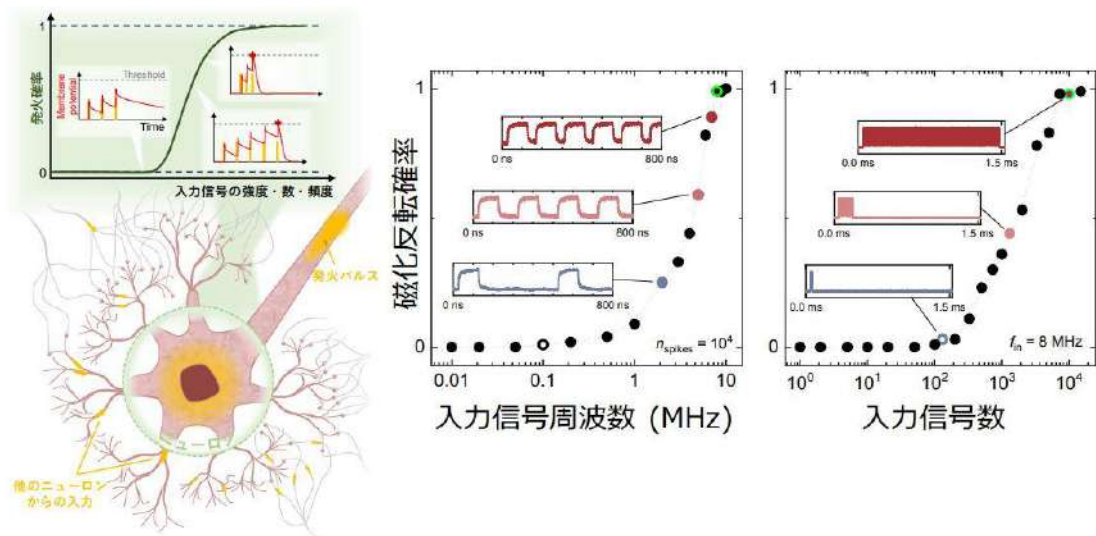 1
発火確率
Threshold
Membrane
potential
Time
0
入力信号の強度・数・頻度
発火パルス
ニューロン
他のニューロン
からの入力
磁化反転確率
1
0 ns
800 ns
0 ns
800 ns
0 ns
800 ns
0
n_spikes = 10^4
0.01
0.1
1
10
入力信号周波数 (MHz)
1
0.0 ms
1.5 ms
0.0 ms
1.5 ms
0.0 ms
1.5 ms
0
f_in = 8 MHz
10^0
10^1
10^2
10^3
10^4
入力信号数